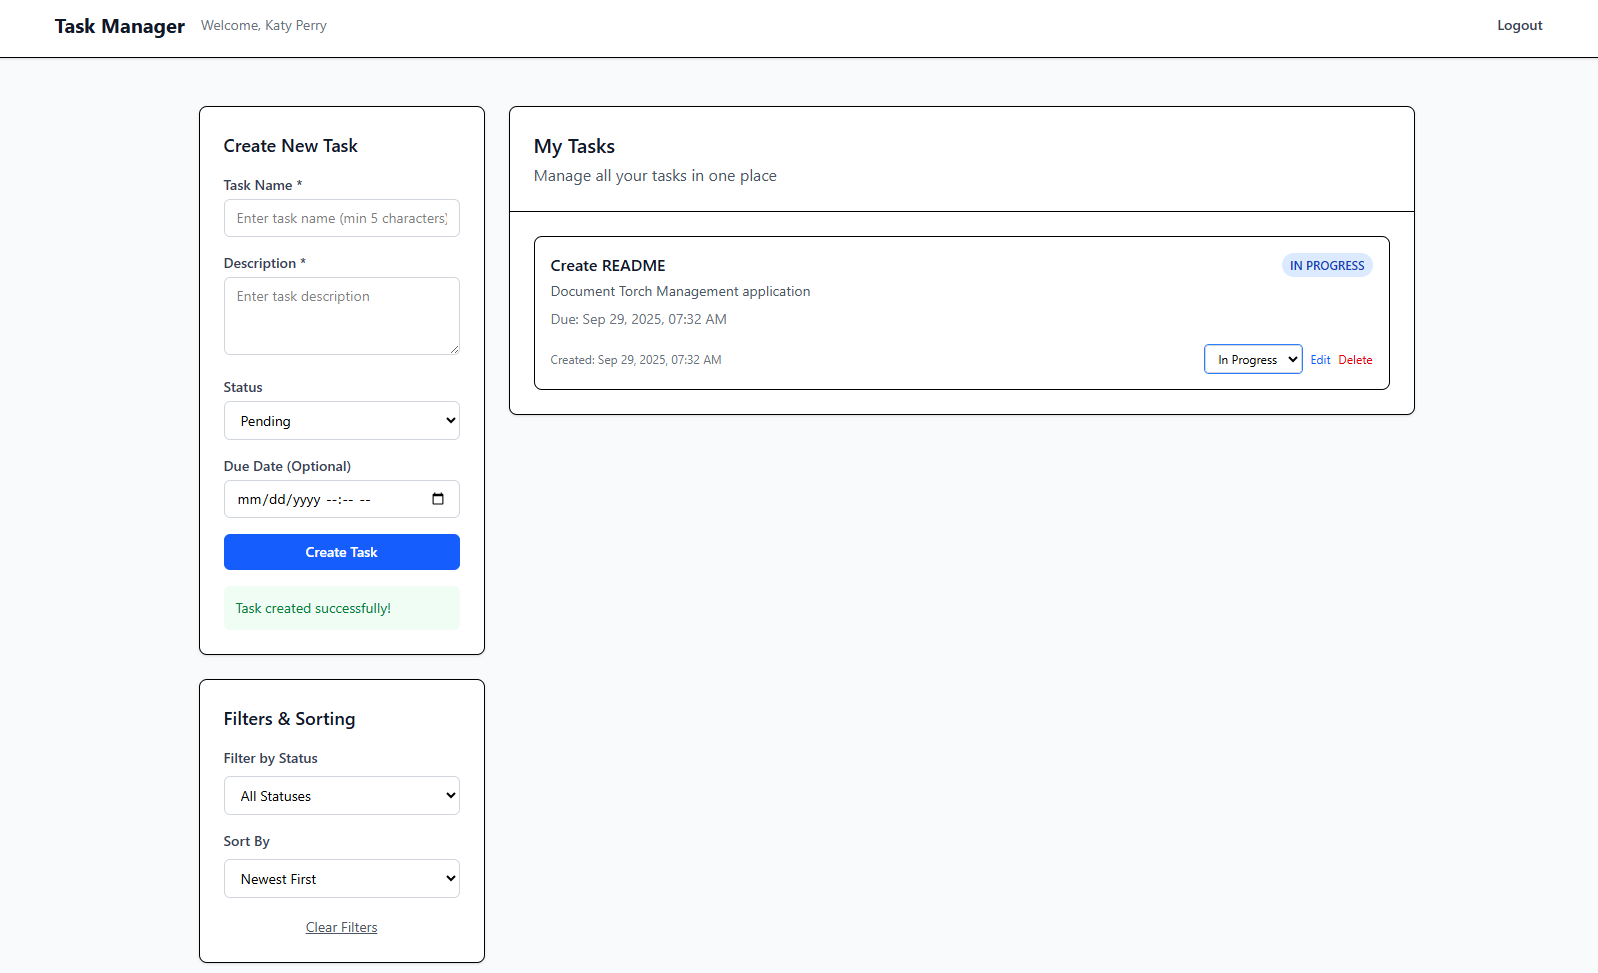 Task Manager
Welcome, Katy Perry
Logout
Create New Task
Task Name *
Enter task name (min 5 characters)
Description *
Enter task description
Status
Pending
Due Date (Optional)
mm/dd/yyyy --:-- --
Create Task
Task created successfully!
Filters & Sorting
Filter by Status
All Statuses
Sort By
Newest First
Clear Filters
My Tasks
Manage all your tasks in one place
Create README
IN PROGRESS
Document Torch Management application
Due: Sep 29, 2025, 07:32 AM
Created: Sep 29, 2025, 07:32 AM
In Progress
Edit
Delete